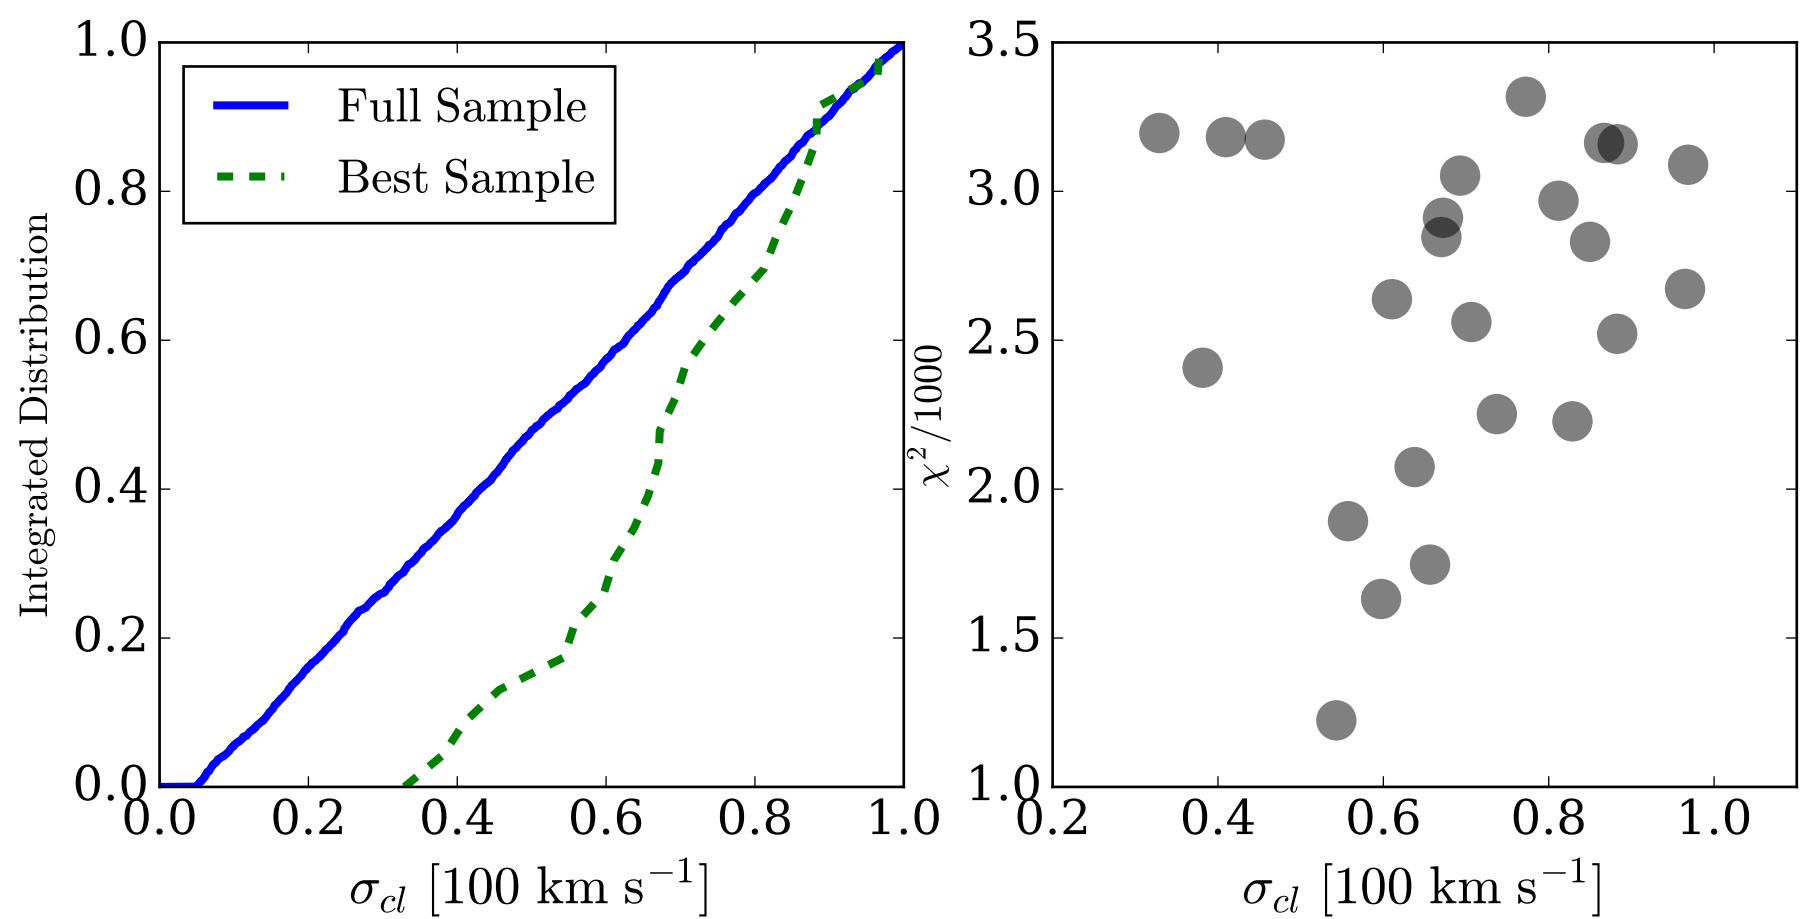 1.0
0.8
0.6
0.4
0.2
0.0
Integrated Distribution
Full Sample
Best Sample
0.0 0.2 0.4 0.6 0.8 1.0
σ_cl [100 km s⁻¹]
3.5
3.0
2.5
2.0
1.5
1.0
χ²/1000
0.2 0.4 0.6 0.8 1.0
σ_cl [100 km s⁻¹]